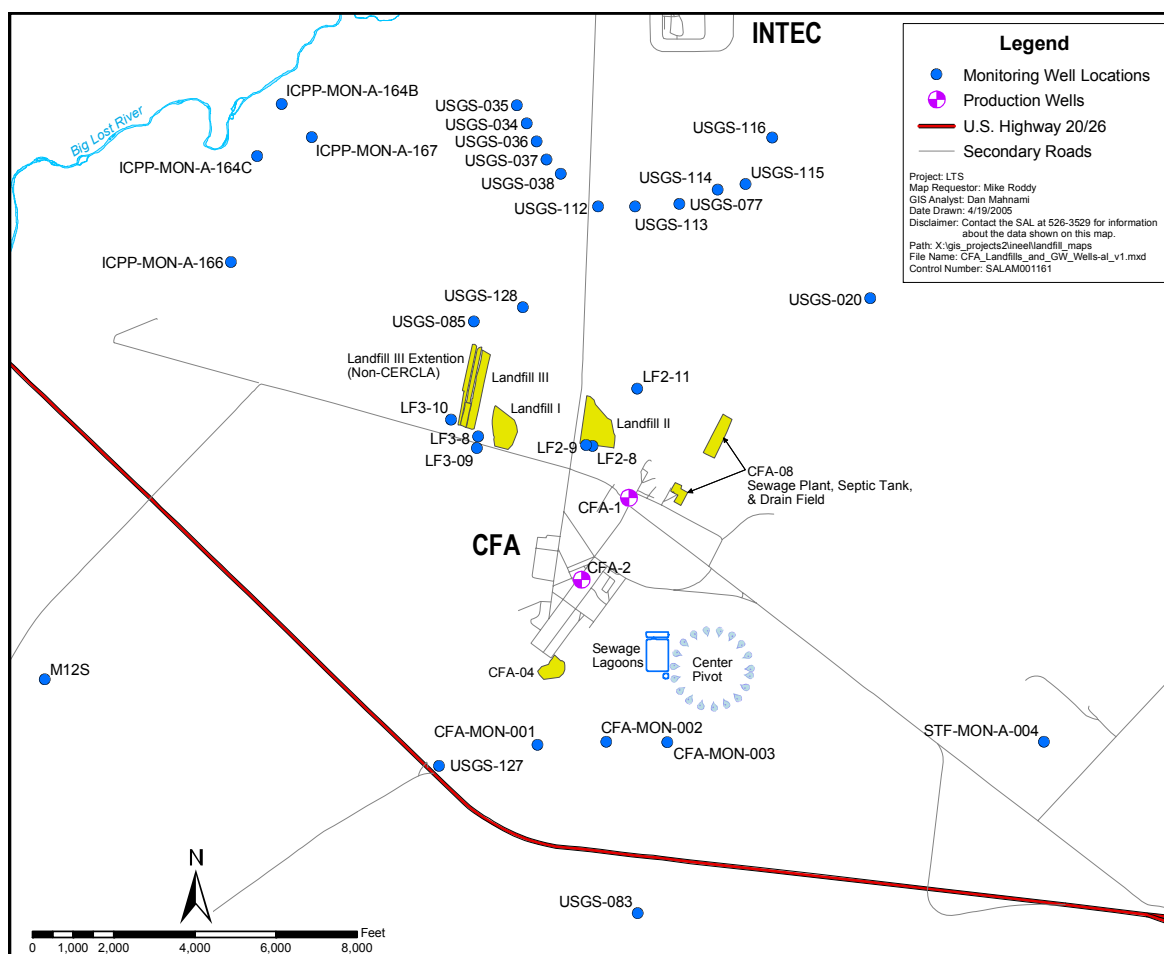 INTEC
Legend
Monitoring Well Locations
Production Wells
U.S. Highway 20/26
Secondary Roads
Project: LTS
Map Requestor: Mike Roddy
GIS Analyst: Dan Mahnami
Date Drawn: 4/19/2005
Disclaimer: Contact the SAL at 526-3529 for information
about the data shown on this map.
Path: X:\gis_projects2\ineel\landfill_maps
File Name: CFA_Landfills_and_GW_Wells-al_v1.mxd
Control Number: SALAM001161
Big Lost River
ICPP-MON-A-164B
ICPP-MON-A-167
ICPP-MON-A-164C
USGS-035
USGS-034
USGS-036
USGS-037
USGS-038
USGS-116
USGS-115
USGS-114
USGS-077
USGS-112
USGS-113
ICPP-MON-A-166
USGS-128
USGS-085
USGS-020
Landfill III Extention
(Non-CERCLA)
Landfill III
LF2-11
LF3-10
Landfill I
Landfill II
LF3-8
LF3-09
LF2-9
LF2-8
CFA-08
Sewage Plant, Septic Tank,
& Drain Field
CFA-1
CFA
CFA-2
Sewage
Lagoons
Center
Pivot
CFA-04
M12S
CFA-MON-001
CFA-MON-002
CFA-MON-003
STF-MON-A-004
USGS-127
USGS-083
N
Feet
0 1,000 2,000 4,000 6,000 8,000